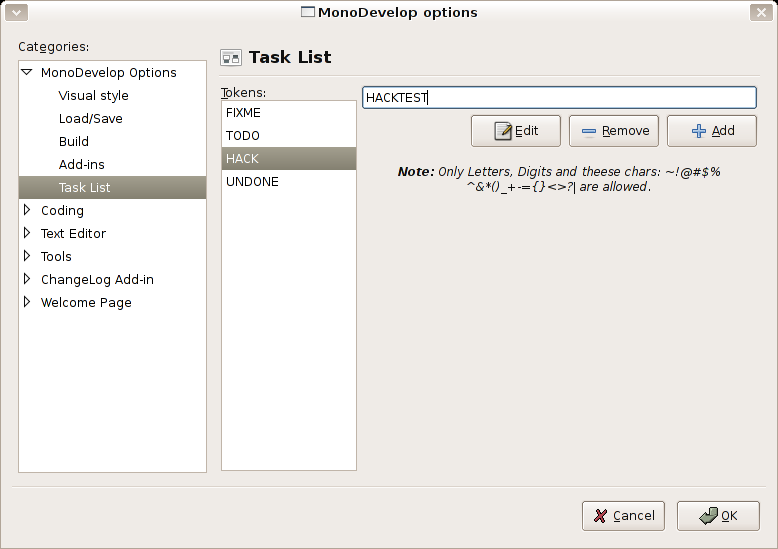 MonoDevelop options
Categories:
MonoDevelop Options
Visual style
Load/Save
Build
Add-ins
Task List
Coding
Text Editor
Tools
ChangeLog Add-in
Welcome Page
Task List
Tokens:
FIXME
TODO
HACK
UNDONE
HACKTEST
Edit
Remove
Add
Note: Only Letters, Digits and theese chars: ~!@#$%
^&*()_+-={}<>?| are allowed.
Cancel
OK